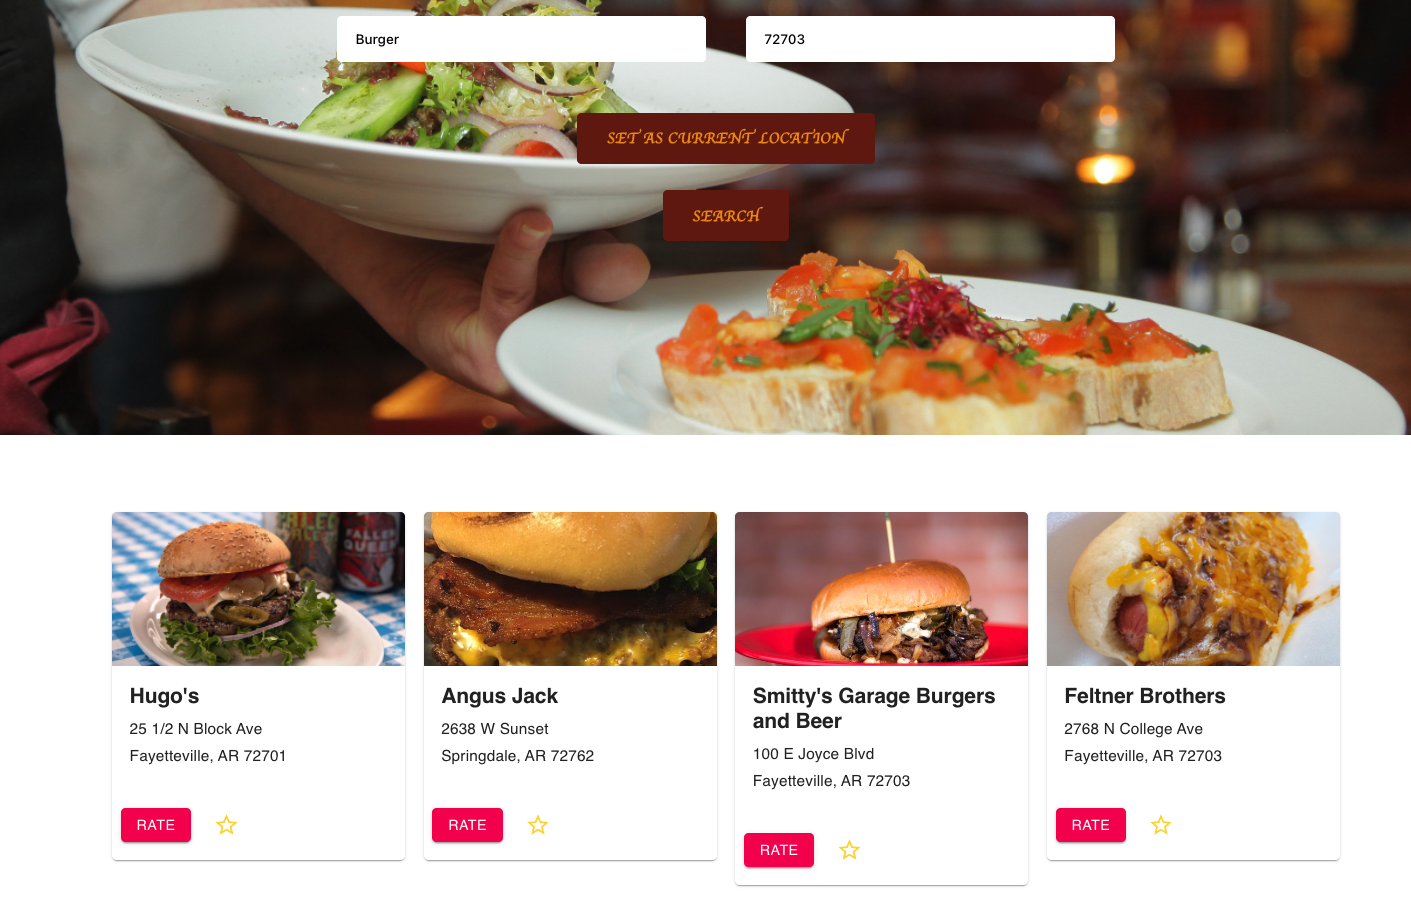 Burger
72703
SET AS CURRENT LOCATION
SEARCH
FALLEN
QUEEN
Hugo's
25 1/2 N Block Ave
Fayetteville, AR 72701
RATE
Angus Jack
2638 W Sunset
Springdale, AR 72762
RATE
Smitty's Garage Burgers
and Beer
100 E Joyce Blvd
Fayetteville, AR 72703
RATE
Feltner Brothers
2768 N College Ave
Fayetteville, AR 72703
RATE